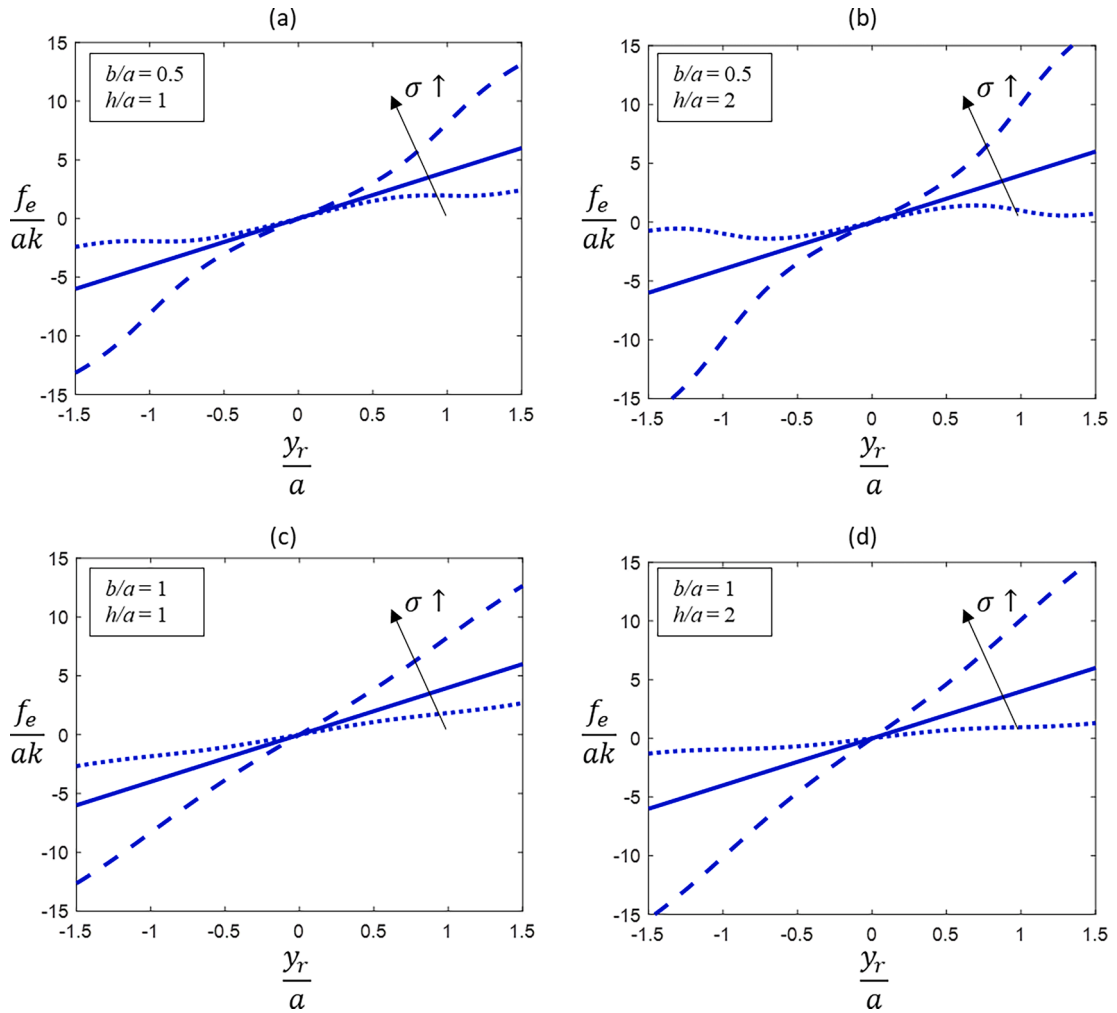 (a)
b/a = 0.5
h/a = 1
σ ↑
15
10
5
0
-5
-10
-15
f_e
ak
-1.5 -1 -0.5 0 0.5 1 1.5
y_r
a
(b)
b/a = 0.5
h/a = 2
σ ↑
15
10
5
0
-5
-10
-15
f_e
ak
-1.5 -1 -0.5 0 0.5 1 1.5
y_r
a
(c)
b/a = 1
h/a = 1
σ ↑
15
10
5
0
-5
-10
-15
f_e
ak
-1.5 -1 -0.5 0 0.5 1 1.5
y_r
a
(d)
b/a = 1
h/a = 2
σ ↑
15
10
5
0
-5
-10
-15
f_e
ak
-1.5 -1 -0.5 0 0.5 1 1.5
y_r
a